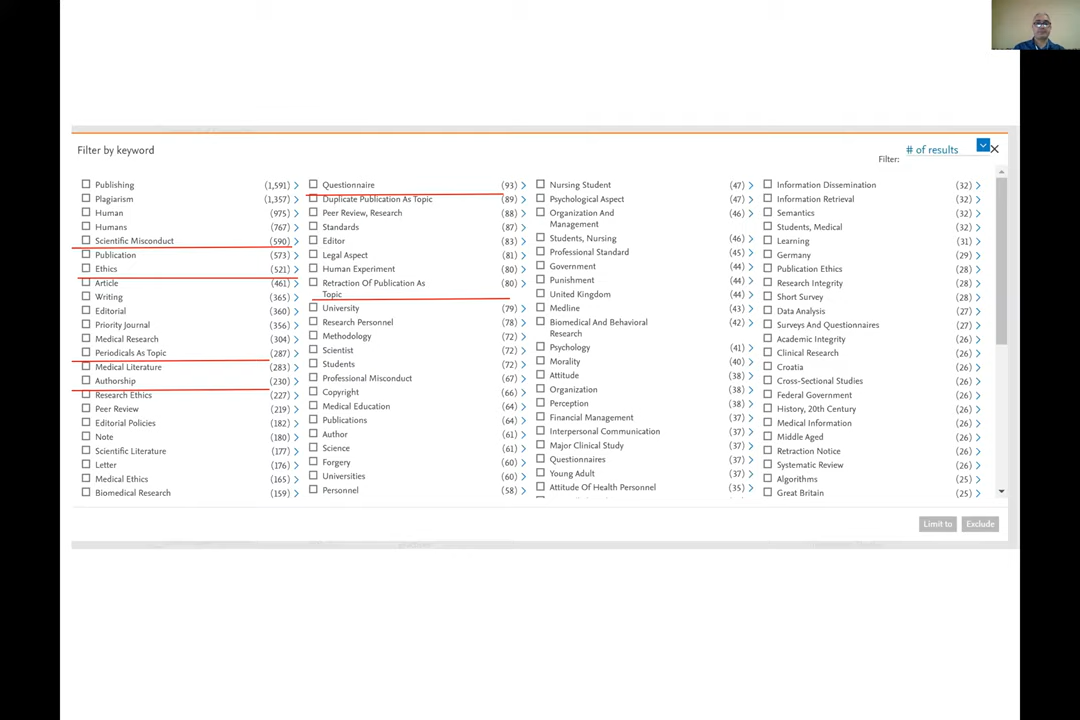 Filter by keyword
# of results
Filter:
Publishing (1,591)
Plagiarism (1,357)
Human (975)
Humans (767)
Scientific Misconduct (590)
Publication (573)
Ethics (521)
Article (461)
Writing (365)
Editorial (360)
Priority Journal (356)
Medical Research (304)
Periodicals As Topic (287)
Medical Literature (283)
Authorship (230)
Research Ethics (227)
Peer Review (219)
Editorial Policies (182)
Note (180)
Scientific Literature (177)
Letter (176)
Medical Ethics (165)
Biomedical Research (159)
Questionnaire (93)
Duplicate Publication As Topic (89)
Peer Review, Research (88)
Standards (87)
Editor (83)
Legal Aspect (81)
Human Experiment (80)
Retraction Of Publication As (80)
Topic
University (79)
Research Personnel (78)
Methodology (72)
Scientist (72)
Students (72)
Professional Misconduct (67)
Copyright (66)
Medical Education (64)
Publications (64)
Author (61)
Science (61)
Forgery (60)
Universities (60)
Personnel (58)
Nursing Student (47)
Psychological Aspect (47)
Organization And (46)
Management
Students, Nursing (46)
Professional Standard (45)
Government (44)
Punishment (44)
United Kingdom (44)
Medline (43)
Biomedical And Behavioral (42)
Research
Psychology (41)
Morality (40)
Attitude (38)
Organization (38)
Perception (38)
Financial Management (37)
Interpersonal Communication (37)
Major Clinical Study (37)
Questionnaires (37)
Young Adult (37)
Attitude Of Health Personnel (35)
Information Dissemination (32)
Information Retrieval (32)
Semantics (32)
Students, Medical (32)
Learning (31)
Germany (29)
Publication Ethics (28)
Research Integrity (28)
Short Survey (28)
Data Analysis (27)
Surveys And Questionnaires (27)
Academic Integrity (26)
Clinical Research (26)
Croatia (26)
Cross-Sectional Studies (26)
Federal Government (26)
History, 20th Century (26)
Medical Information (26)
Middle Aged (26)
Retraction Notice (26)
Systematic Review (26)
Algorithms (25)
Great Britain (25)
Limit to
Exclude